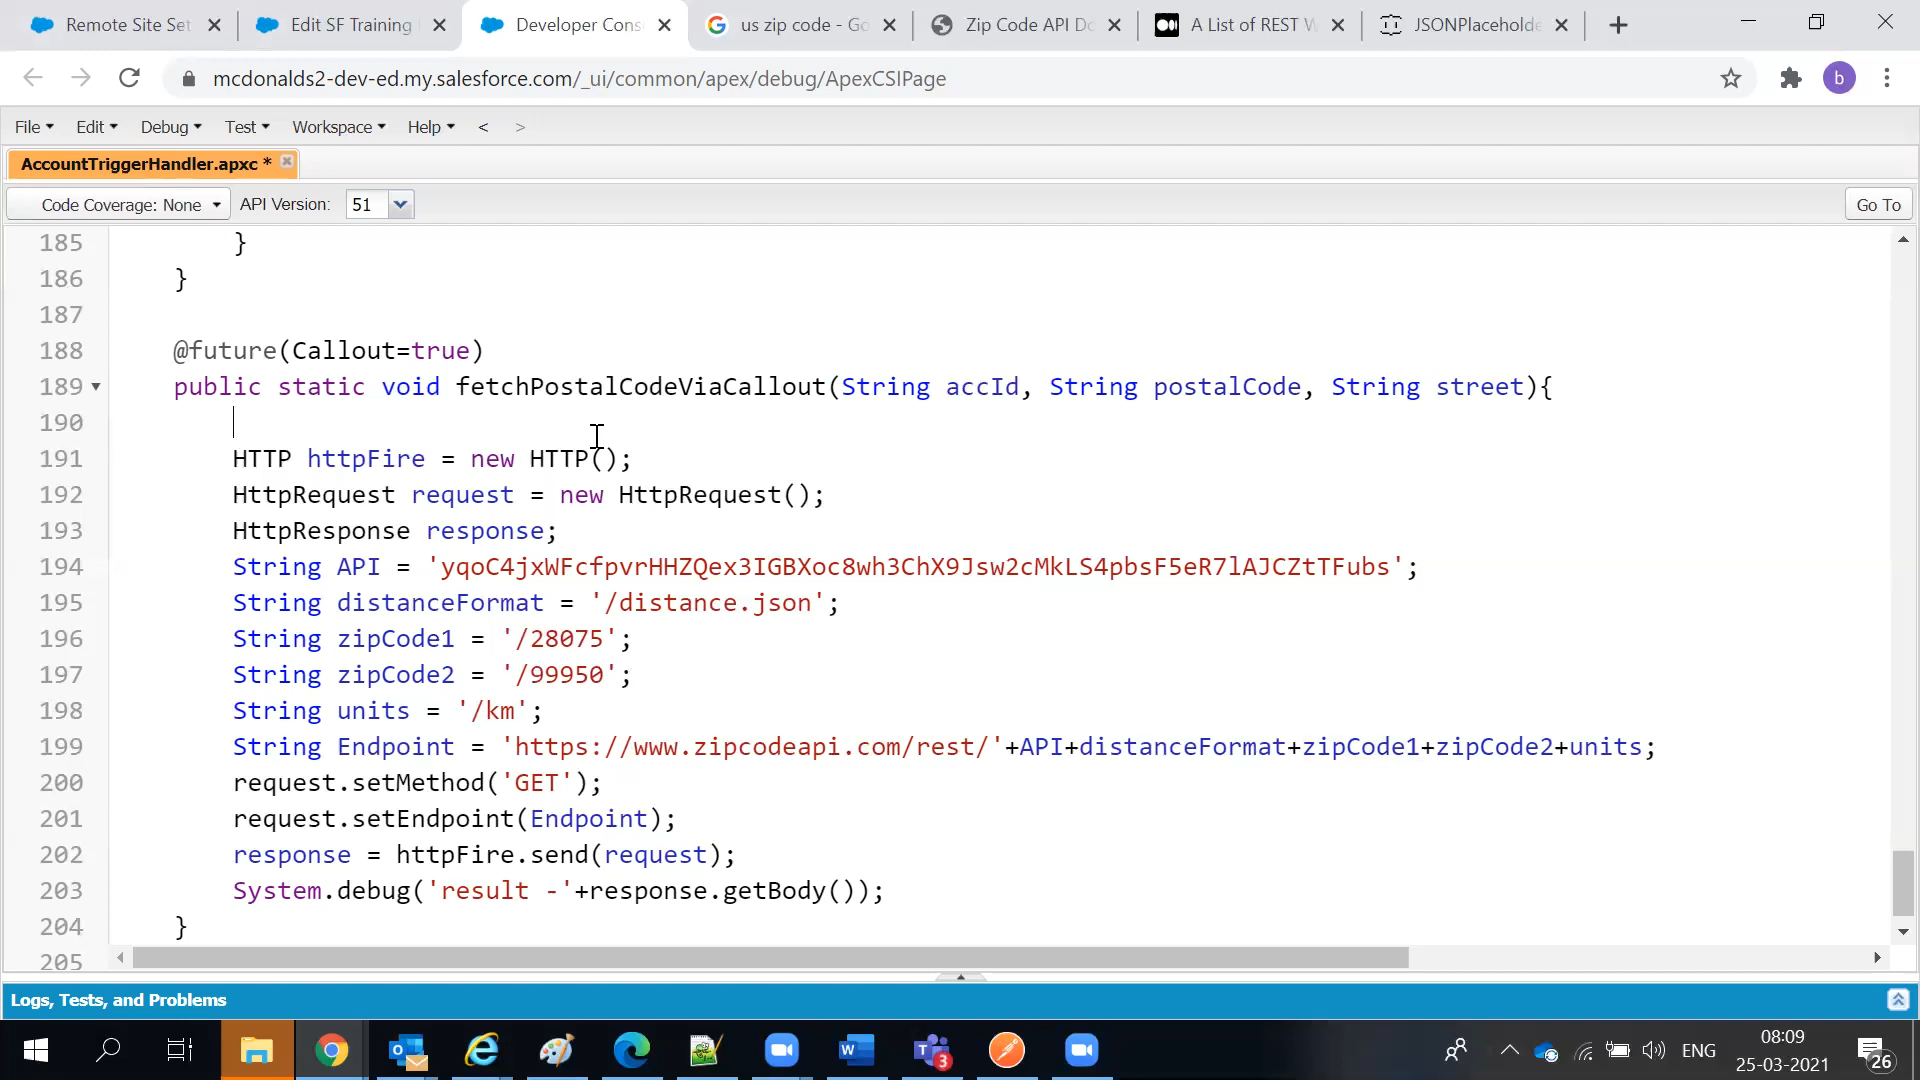 Remote Site Set
Edit SF Training
Developer Cons
us zip code - Go
Zip Code API Do
A List of REST W
JSONPlaceholde
mcdonalds2-dev-ed.my.salesforce.com/_ui/common/apex/debug/ApexCSIPage
b
File Edit Debug Test Workspace Help < >
AccountTriggerHandler.apxc *
Code Coverage: None API Version: 51 Go To
185 }
186 }
187
188 @future(Callout=true)
189 public static void fetchPostalCodeViaCallout(String accId, String postalCode, String street){
190
191 HTTP httpFire = new HTTP();
192 HttpRequest request = new HttpRequest();
193 HttpResponse response;
194 String API = 'yqoC4jxWFcfpvrHHZQex3IGBXoc8wh3ChX9Jsw2cMkLS4pbsF5eR7lAJCZtTFubs';
195 String distanceFormat = '/distance.json';
196 String zipCode1 = '/28075';
197 String zipCode2 = '/99950';
198 String units = '/km';
199 String Endpoint = 'https://www.zipcodeapi.com/rest/'+API+distanceFormat+zipCode1+zipCode2+units;
200 request.setMethod('GET');
201 request.setEndpoint(Endpoint);
202 response = httpFire.send(request);
203 System.debug('result -'+response.getBody());
204 }
205
Logs, Tests, and Problems
3
ENG
08:09
25-03-2021
26